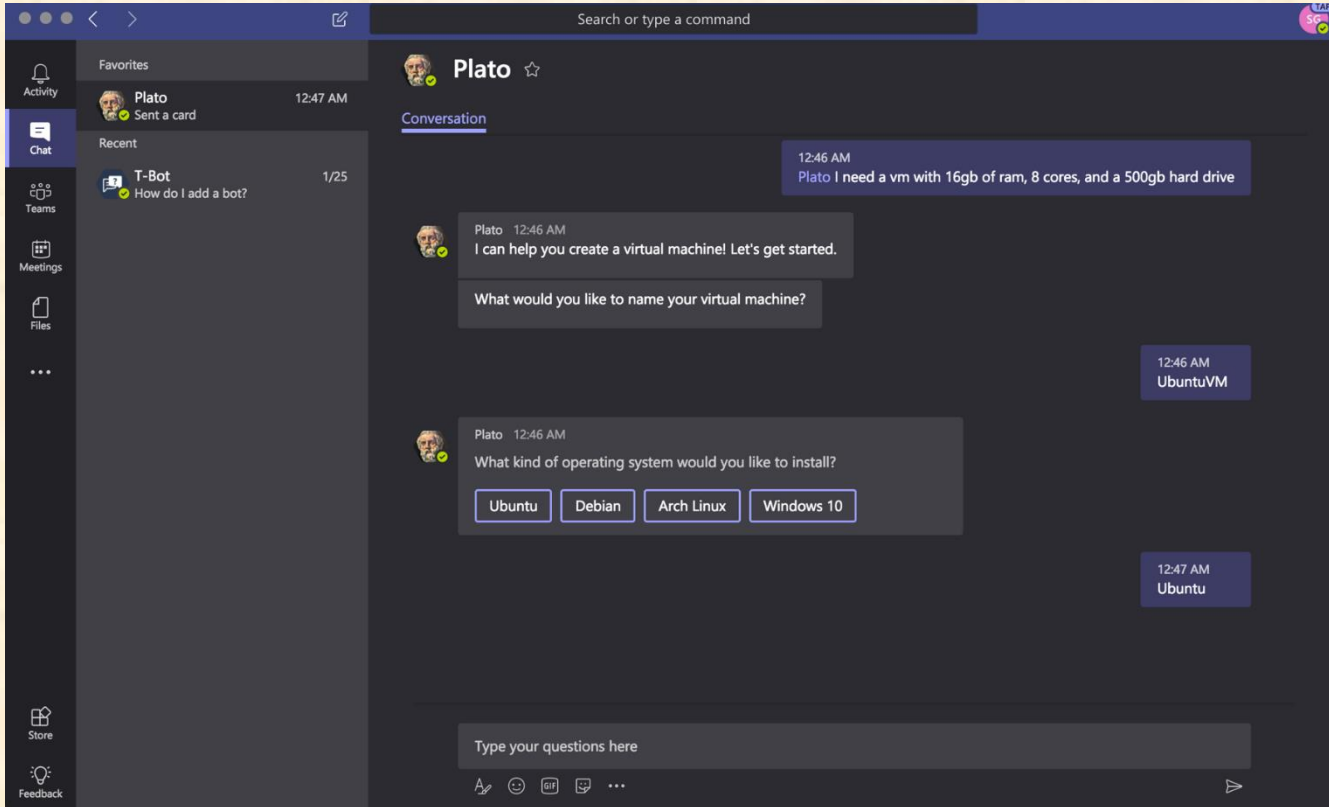 Search or type a command
TAP
SG
Activity
Chat
Teams
Meetings
Files
Store
Feedback
Favorites
Plato 12:47 AM
Sent a card
Recent
T-Bot 1/25
How do I add a bot?
Plato
Conversation
12:46 AM
Plato I need a vm with 16gb of ram, 8 cores, and a 500gb hard drive
Plato 12:46 AM
I can help you create a virtual machine! Let's get started.
What would you like to name your virtual machine?
12:46 AM
UbuntuVM
Plato 12:46 AM
What kind of operating system would you like to install?
Ubuntu Debian Arch Linux Windows 10
12:47 AM
Ubuntu
Type your questions here
GIF